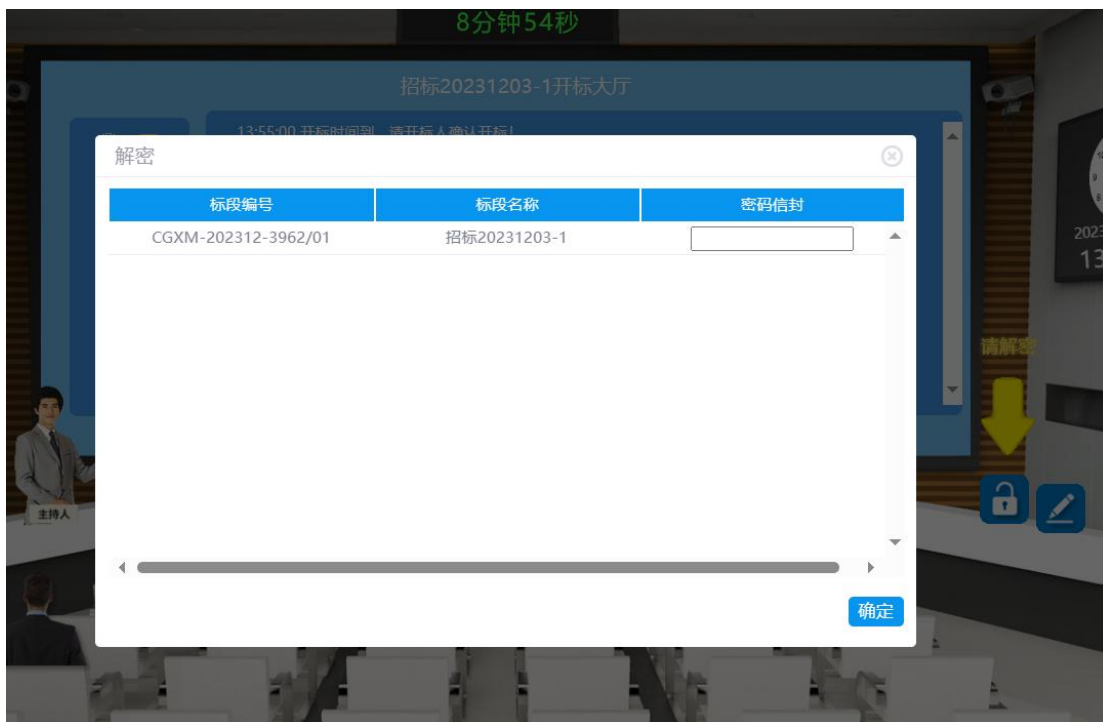 8分钟54秒
招标20231203-1开标大厅
13:55:00 开标时间到，请开标人确认开标！
解密
标段编号 标段名称 密码信封
CGXM-202312-3962/01 招标20231203-1
请解密
主持人
确定